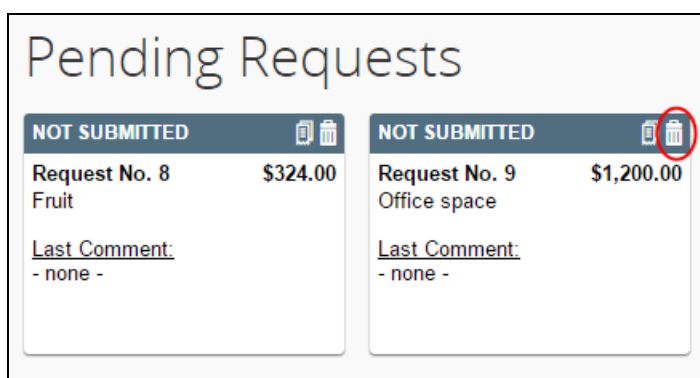 Pending Requests
NOT SUBMITTED
Request No. 8 $324.00
Fruit
Last Comment:
- none -
NOT SUBMITTED
Request No. 9 $1,200.00
Office space
Last Comment:
- none -